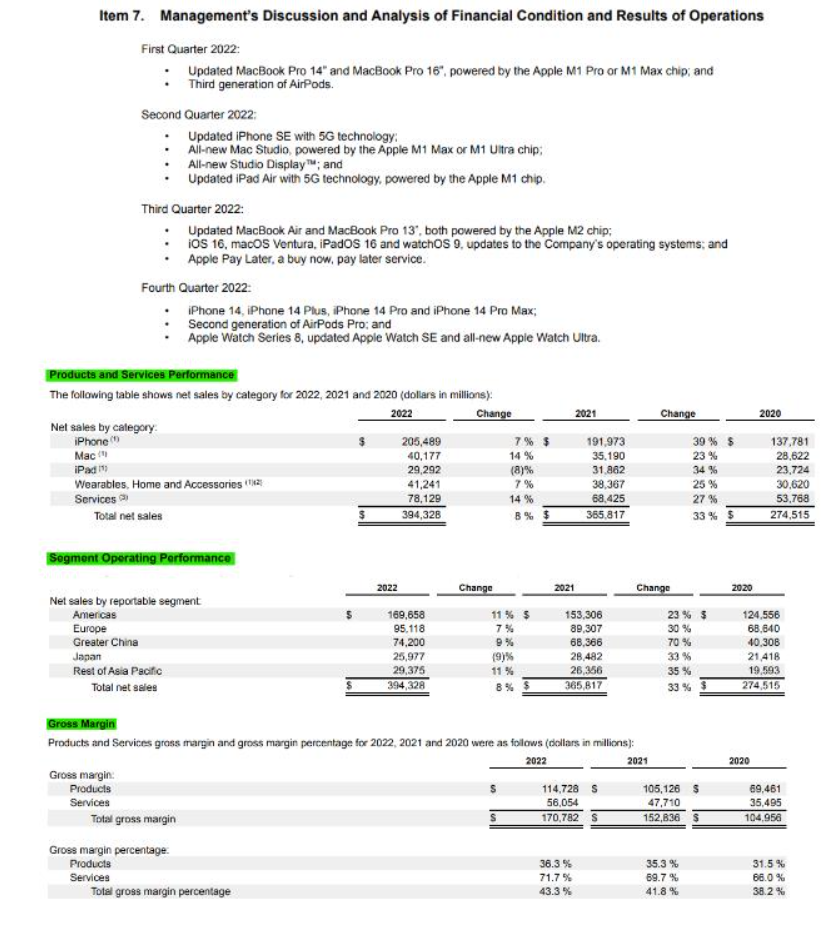 Item 7. Management's Discussion and Analysis of Financial Condition and Results of Operations
First Quarter 2022:
• Updated MacBook Pro 14" and MacBook Pro 16", powered by the Apple M1 Pro or M1 Max chip; and
• Third generation of AirPods.
Second Quarter 2022:
• Updated iPhone SE with 5G technology;
• All-new Mac Studio, powered by the Apple M1 Max or M1 Ultra chip;
• All-new Studio Display™; and
• Updated iPad Air with 5G technology, powered by the Apple M1 chip.
Third Quarter 2022:
• Updated MacBook Air and MacBook Pro 13", both powered by the Apple M2 chip;
• iOS 16, macOS Ventura, iPadOS 16 and watchOS 9, updates to the Company's operating systems; and
• Apple Pay Later, a buy now, pay later service.
Fourth Quarter 2022:
• iPhone 14, iPhone 14 Plus, iPhone 14 Pro and iPhone 14 Pro Max;
• Second generation of AirPods Pro; and
• Apple Watch Series 8, updated Apple Watch SE and all-new Apple Watch Ultra.
Products and Services Performance
The following table shows net sales by category for 2022, 2021 and 2020 (dollars in millions):
2022 Change 2021 Change 2020
Net sales by category:
iPhone (1) $ 205,489 7 % $ 191,973 39 % $ 137,781
Mac (1) 40,177 14 % 35,190 23 % 28,622
iPad (1) 29,292 (8)% 31,862 34 % 23,724
Wearables, Home and Accessories (1)(2) 41,241 7 % 38,367 25 % 30,620
Services (3) 78,129 14 % 68,425 27 % 53,768
Total net sales $ 394,328 8 % $ 365,817 33 % $ 274,515
Segment Operating Performance
2022 Change 2021 Change 2020
Net sales by reportable segment:
Americas $ 169,658 11 % $ 153,306 23 % $ 124,556
Europe 95,118 7 % 89,307 30 % 68,640
Greater China 74,200 9 % 68,366 70 % 40,308
Japan 25,977 (9)% 28,482 33 % 21,418
Rest of Asia Pacific 29,375 11 % 26,356 35 % 19,593
Total net sales $ 394,328 8 % $ 365,817 33 % $ 274,515
Gross Margin
Products and Services gross margin and gross margin percentage for 2022, 2021 and 2020 were as follows (dollars in millions):
2022 2021 2020
Gross margin:
Products $ 114,728 $ 105,126 $ 69,461
Services 56,054 47,710 35,495
Total gross margin $ 170,782 $ 152,836 $ 104,956
Gross margin percentage:
Products 36.3 % 35.3 % 31.5 %
Services 71.7 % 69.7 % 66.0 %
Total gross margin percentage 43.3 % 41.8 % 38.2 %